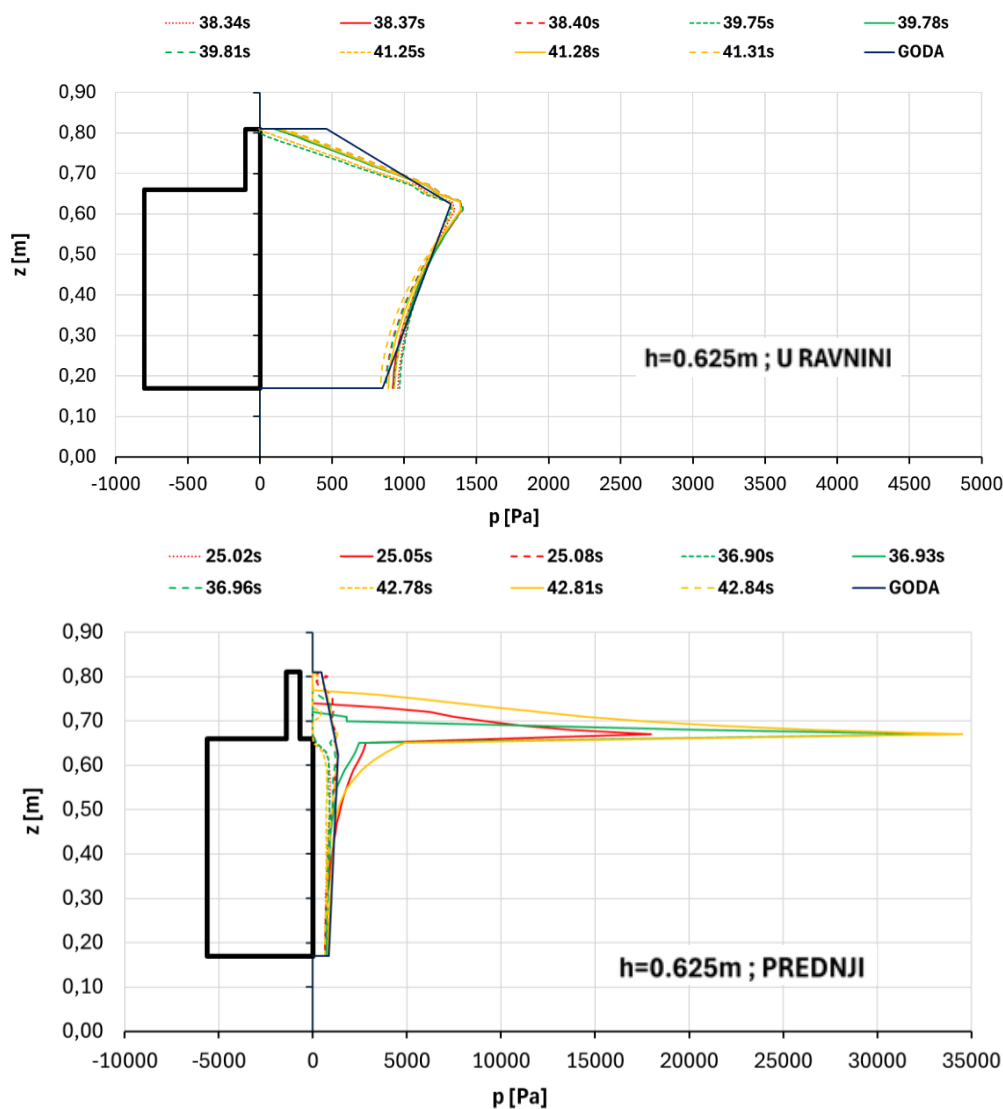 38.34s 38.37s 38.40s 39.75s 39.78s
39.81s 41.25s 41.28s 41.31s GODA
0,90
0,80
0,70
0,60
0,50
0,40
0,30
0,20
0,10
0,00
z [m]
h=0.625m ; U RAVNINI
-1000 -500 0 500 1000 1500 2000 2500 3000 3500 4000 4500 5000
p [Pa]
25.02s 25.05s 25.08s 36.90s 36.93s
36.96s 42.78s 42.81s 42.84s GODA
0,90
0,80
0,70
0,60
0,50
0,40
0,30
0,20
0,10
0,00
z [m]
h=0.625m ; PREDNJI
-10000 -5000 0 5000 10000 15000 20000 25000 30000 35000
p [Pa]